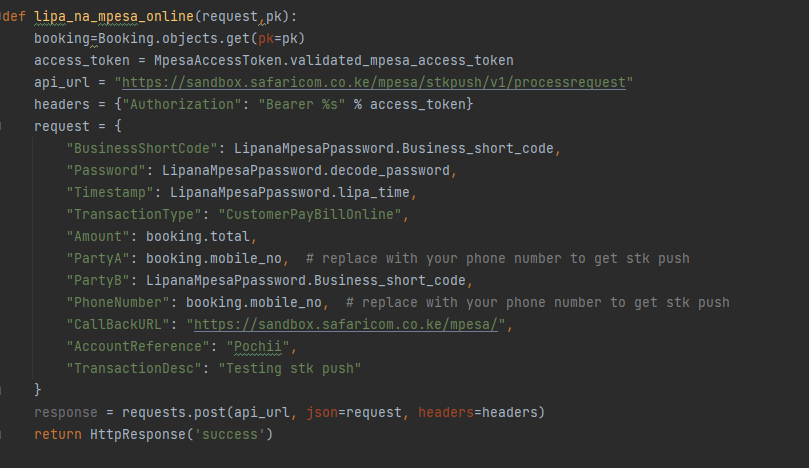 def lipa_na_mpesa_online(request,pk):
    booking=Booking.objects.get(pk=pk)
    access_token = MpesaAccessToken.validated_mpesa_access_token
    api_url = "https://sandbox.safaricom.co.ke/mpesa/stkpush/v1/processrequest"
    headers = {"Authorization": "Bearer %s" % access_token}
    request = {
        "BusinessShortCode": LipanaMpesaPpassword.Business_short_code,
        "Password": LipanaMpesaPpassword.decode_password,
        "Timestamp": LipanaMpesaPpassword.lipa_time,
        "TransactionType": "CustomerPayBillOnline",
        "Amount": booking.total,
        "PartyA": booking.mobile_no,  # replace with your phone number to get stk push
        "PartyB": LipanaMpesaPpassword.Business_short_code,
        "PhoneNumber": booking.mobile_no,  # replace with your phone number to get stk push
        "CallBackURL": "https://sandbox.safaricom.co.ke/mpesa/",
        "AccountReference": "Pochii",
        "TransactionDesc": "Testing stk push"
    }
    response = requests.post(api_url, json=request, headers=headers)
    return HttpResponse('success')